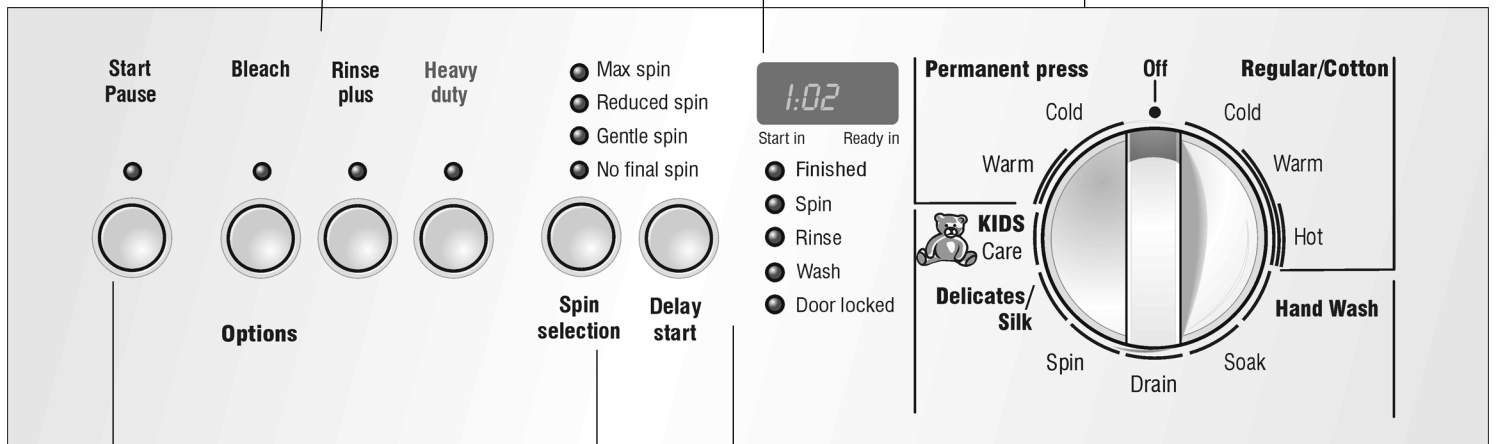 Start
Pause
Bleach
Rinse
plus
Heavy
duty
Options
Max spin
Reduced spin
Gentle spin
No final spin
Spin
selection
Delay
start
1:02
Start in Ready in
Finished
Spin
Rinse
Wash
Door locked
Permanent press
Off
Regular/Cotton
Cold
Cold
Warm
Warm
KIDS
Care
Hot
Delicates/
Silk
Hand Wash
Spin
Drain
Soak